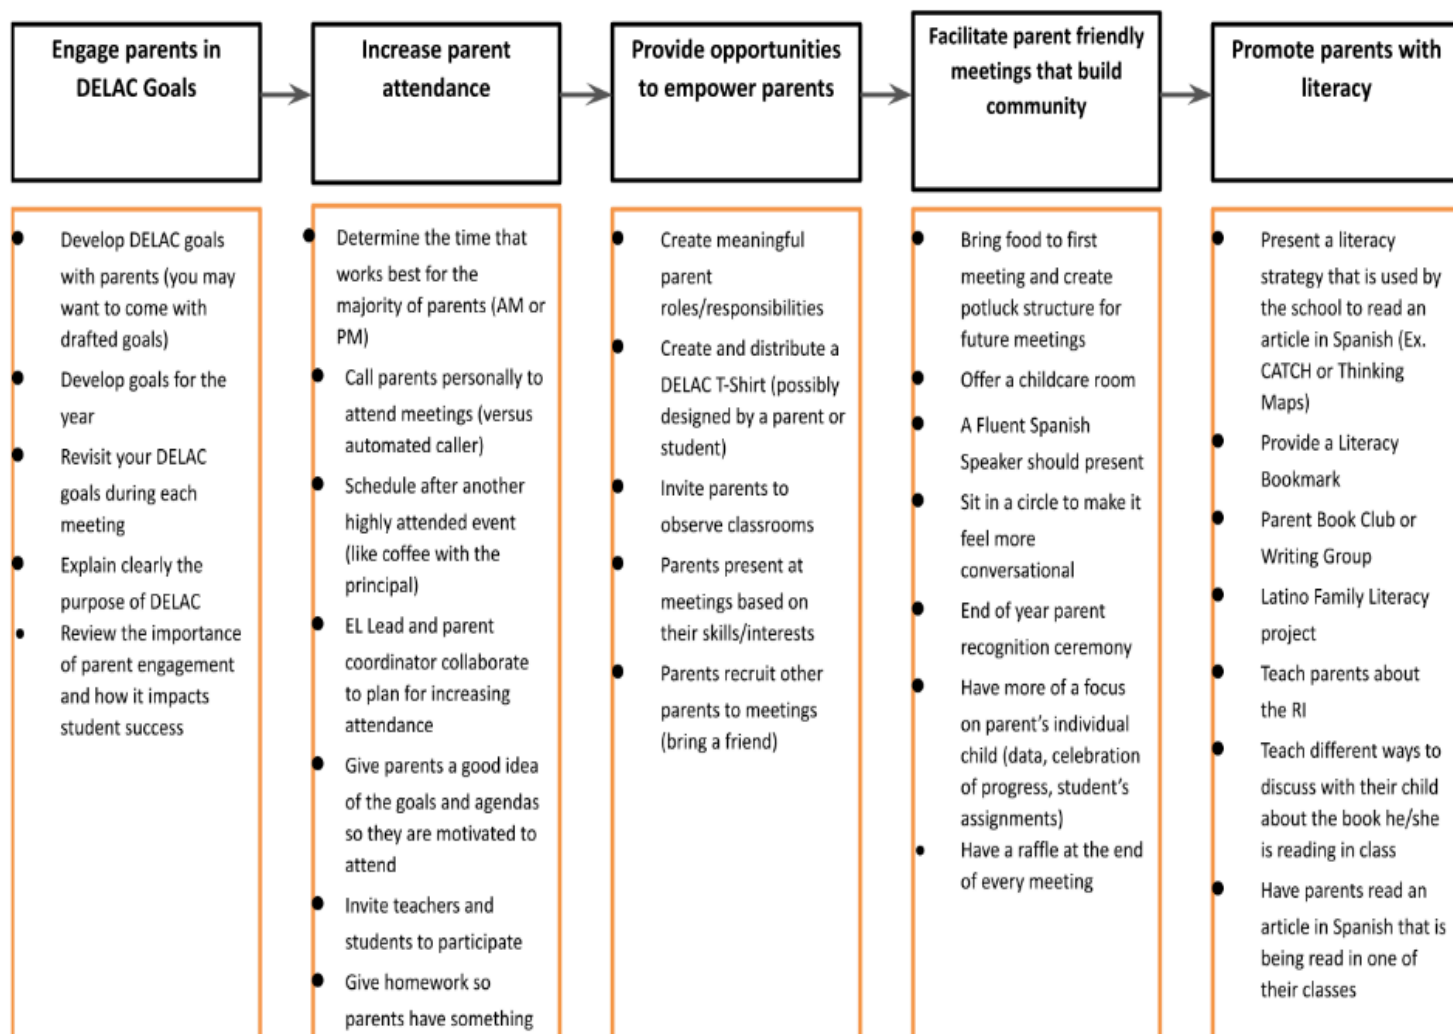 Engage parents in
DELAC Goals
Increase parent
attendance
Provide opportunities
to empower parents
Facilitate parent friendly
meetings that build
community
Promote parents with
literacy
Develop DELAC goals
with parents (you may
want to come with
drafted goals)
Develop goals for the
year
Revisit your DELAC
goals during each
meeting
Explain clearly the
purpose of DELAC
Review the importance
of parent engagement
and how it impacts
student success
Determine the time that
works best for the
majority of parents (AM or
PM)
Call parents personally to
attend meetings (versus
automated caller)
Schedule after another
highly attended event
(like coffee with the
principal)
EL Lead and parent
coordinator collaborate
to plan for increasing
attendance
Give parents a good idea
of the goals and agendas
so they are motivated to
attend
Invite teachers and
students to participate
Give homework so
parents have something
Create meaningful
parent
roles/responsibilities
Create and distribute a
DELAC T-Shirt (possibly
designed by a parent or
student)
Invite parents to
observe classrooms
Parents present at
meetings based on
their skills/interests
Parents recruit other
parents to meetings
(bring a friend)
Bring food to first
meeting and create
potluck structure for
future meetings
Offer a childcare room
A Fluent Spanish
Speaker should present
Sit in a circle to make it
feel more
conversational
End of year parent
recognition ceremony
Have more of a focus
on parent's individual
child (data, celebration
of progress, student's
assignments)
Have a raffle at the end
of every meeting
Present a literacy
strategy that is used by
the school to read an
article in Spanish (Ex.
CATCH or Thinking
Maps)
Provide a Literacy
Bookmark
Parent Book Club or
Writing Group
Latino Family Literacy
project
Teach parents about
the RI
Teach different ways to
discuss with their child
about the book he/she
is reading in class
Have parents read an
article in Spanish that is
being read in one of
their classes